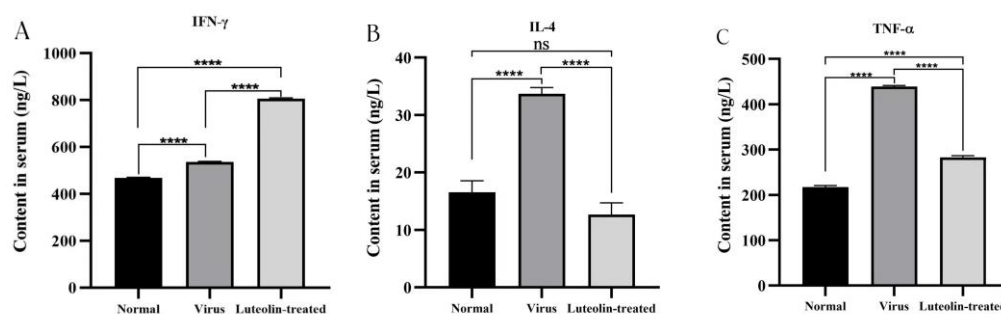 A
IFN-γ
Content in serum (ng/L)
1000
800
600
400
200
0
****
****
****
Normal
Virus
Luteolin-treated
B
IL-4
Content in serum (ng/L)
40
30
20
10
0
ns
****
****
Normal
Virus
Luteolin-treated
C
TNF-α
Content in serum (ng/L)
500
400
300
200
100
0
****
****
****
Normal
Virus
Luteolin-treated